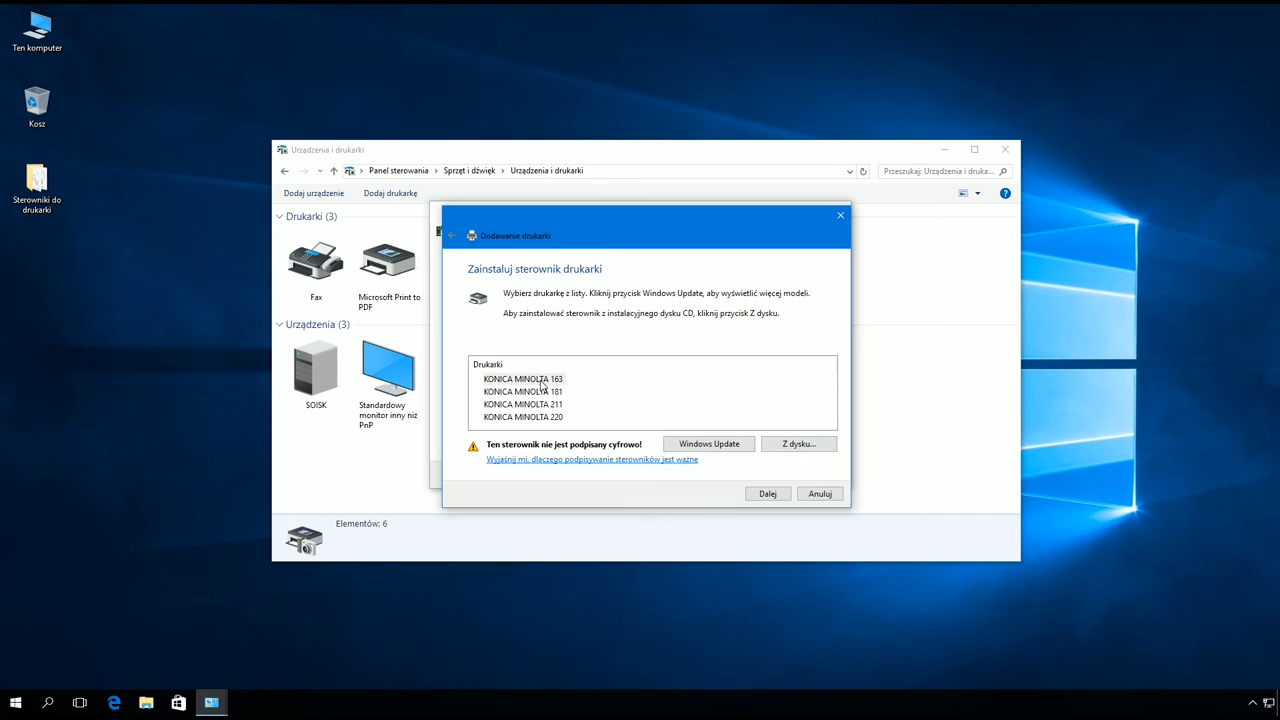 Ten komputer
Kosz
Sterowniki do
drukarki
Urządzenia i drukarki
Panel sterowania
Sprzęt i dźwięk
Urządzenia i drukarki
Przeszukaj: Urządzenia i druka...
Dodaj urządzenie
Dodaj drukarkę
Drukarki (3)
Fax
Microsoft Print to
PDF
Urządzenia (3)
SOISK
Standardowy
monitor inny niż
PnP
Elementów: 6
Dodawanie drukarki
Zainstaluj sterownik drukarki
Wybierz drukarkę z listy. Kliknij przycisk Windows Update, aby wyświetlić więcej modeli.
Aby zainstalować sterownik z instalacyjnego dysku CD, kliknij przycisk Z dysku.
Drukarki
KONICA MINOLTA 163
KONICA MINOLTA 181
KONICA MINOLTA 211
KONICA MINOLTA 220
Ten sterownik nie jest podpisany cyfrowo!
Windows Update
Z dysku...
Wyjaśnij mi, dlaczego podpisywanie sterowników jest ważne
Dalej
Anuluj